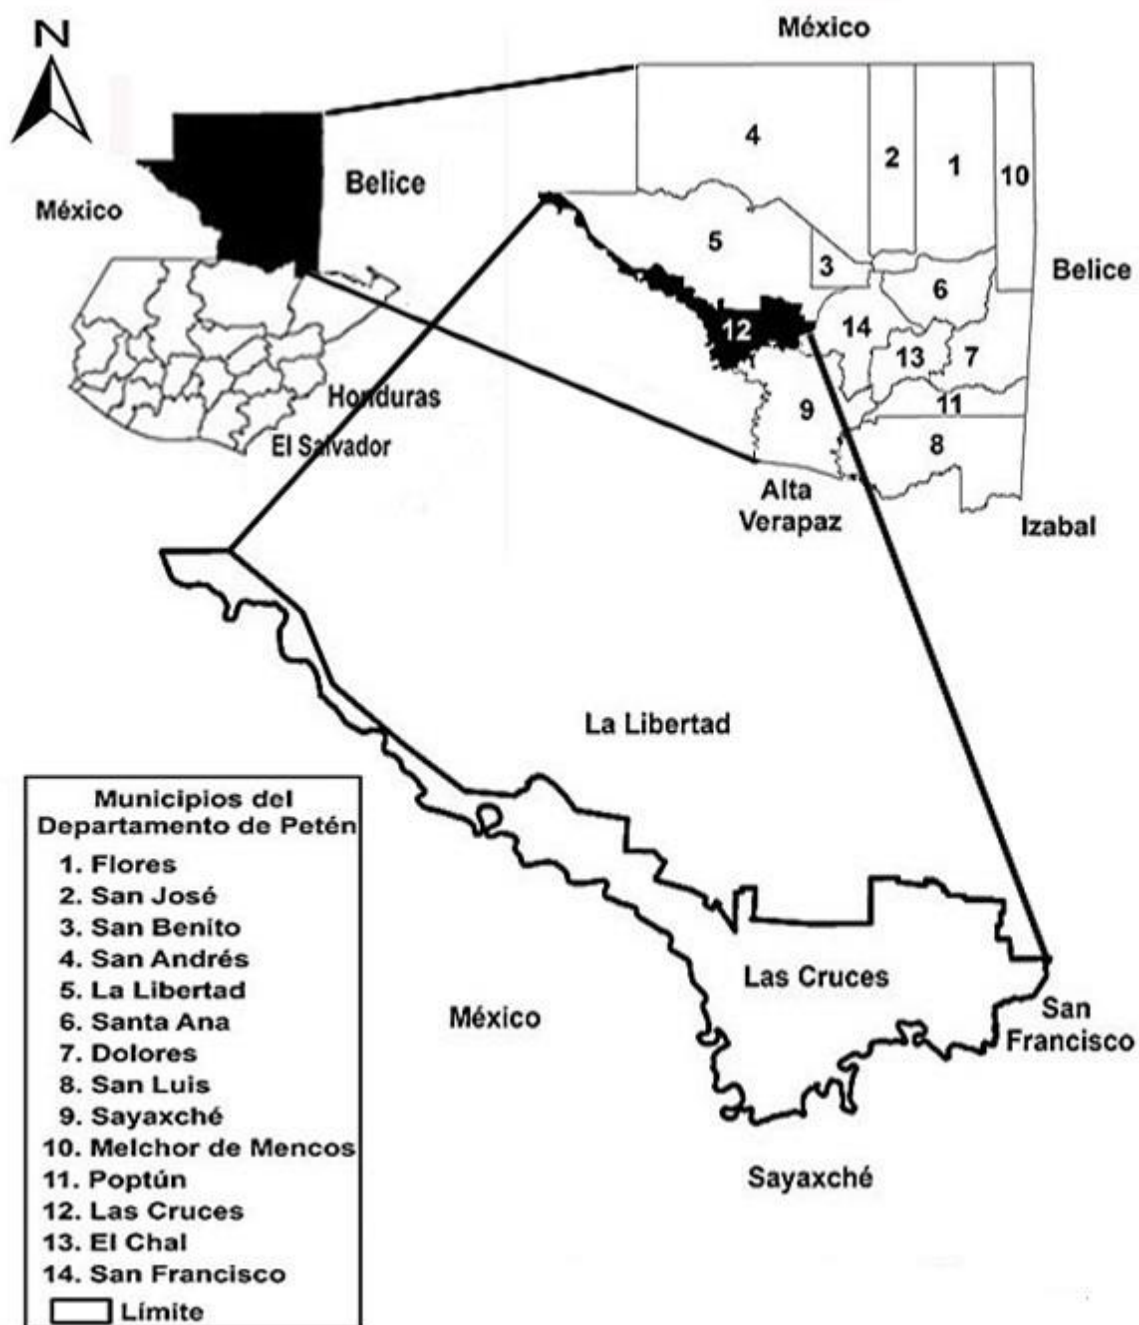 N
México
México
Belice
Honduras
El Salvador
4
2
1
10
5
3
6
Belice
12
14
13
7
9
11
8
Alta
Verapaz
Izabal
La Libertad
Las Cruces
México
San
Francisco
Sayaxché
Municipios del
Departamento de Petén
1. Flores
2. San José
3. San Benito
4. San Andrés
5. La Libertad
6. Santa Ana
7. Dolores
8. San Luis
9. Sayaxché
10. Melchor de Mencos
11. Poptún
12. Las Cruces
13. El Chal
14. San Francisco
Límite